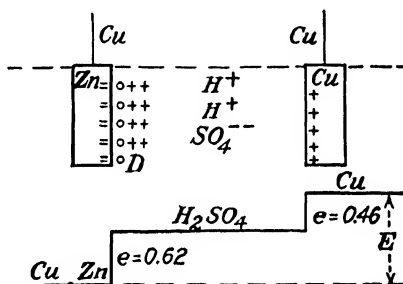 Cu Cu
Zn = ++ H+ Cu +
= ++ H+ +
= ++ SO4-- +
= ++ +
= D +
Cu
H2SO4 e=0.46
E
e=0.62
Cu Zn